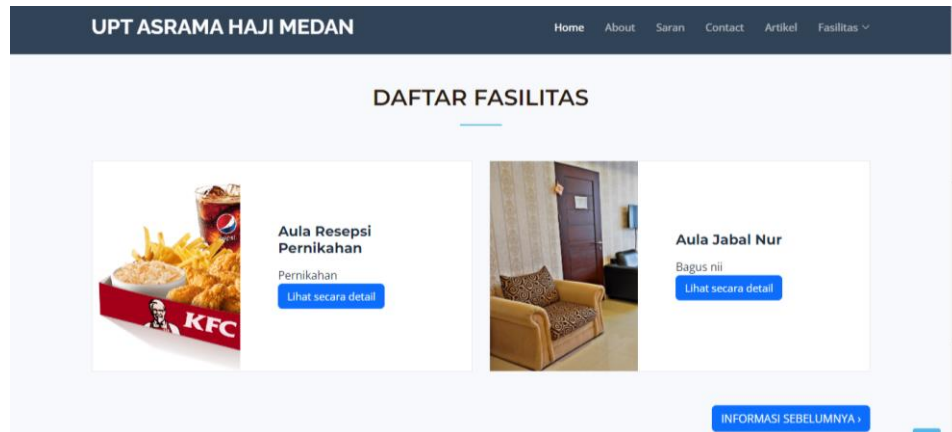 UPT ASRAMA HAJI MEDAN
Home About Saran Contact Artikel Fasilitas
DAFTAR FASILITAS
Aula Resepsi
Pernikahan
Pernikahan
Lihat secara detail
KFC
Aula Jabal Nur
Bagus nii
Lihat secara detail
INFORMASI SEBELUMNYA ›